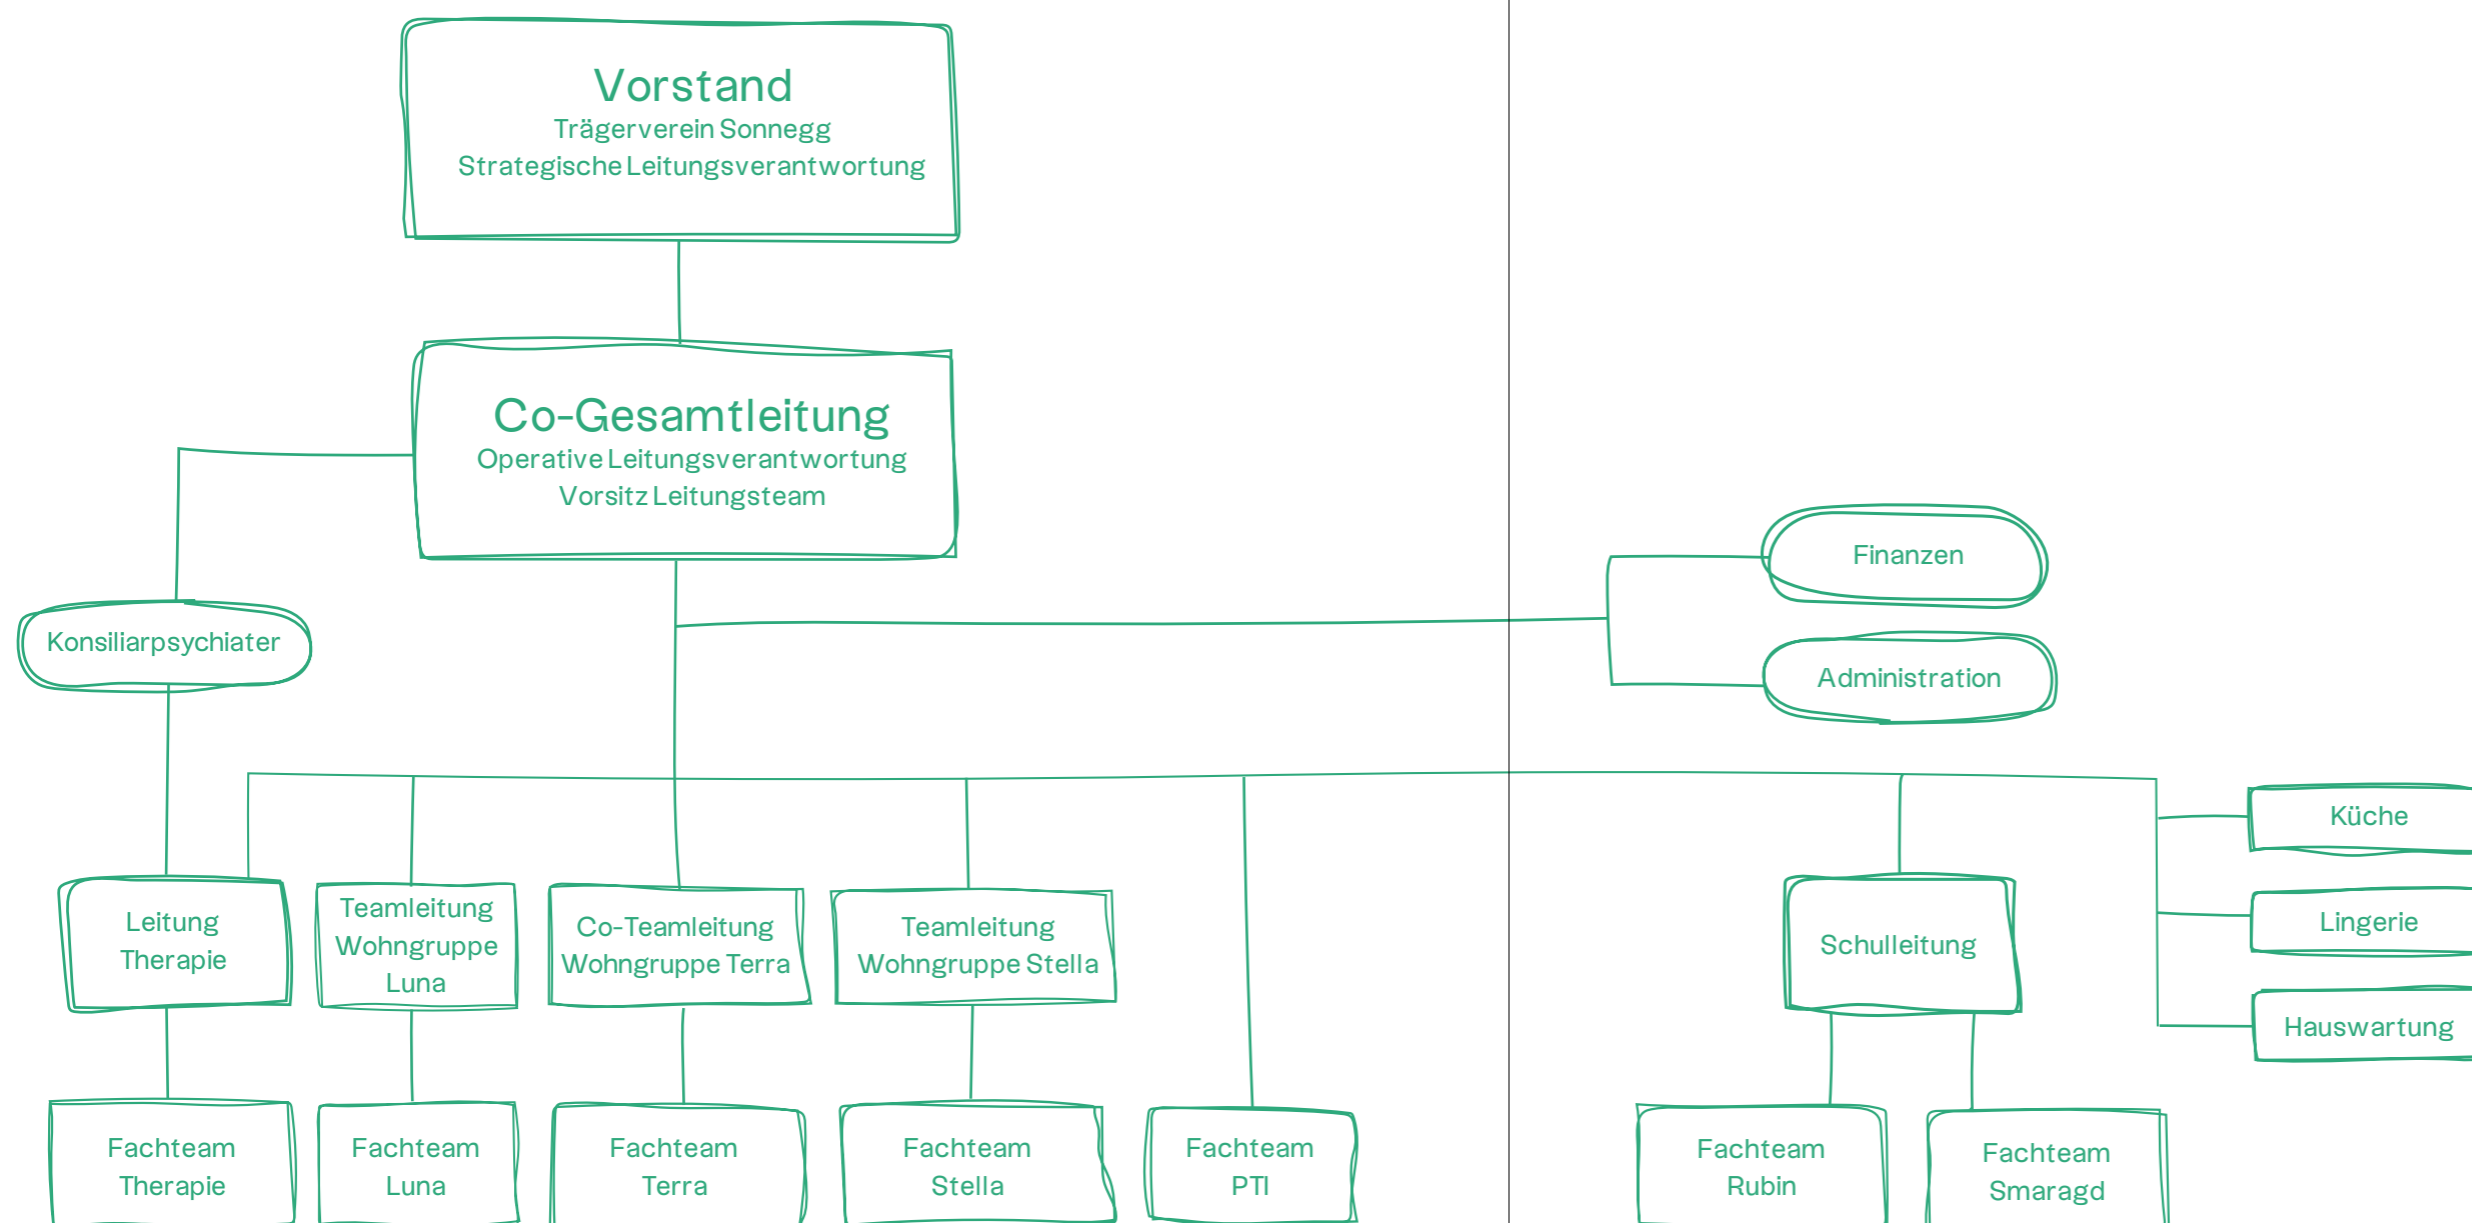 Vorstand
Trägerverein Sonnegg
Strategische Leitungsverantwortung
Co-Gesamtleitung
Operative Leitungsverantwortung
Vorsitz Leitungsteam
Finanzen
Konsiliarpsychiater
Administration
Küche
Lingerie
Hauswartung
Leitung
Therapie
Teamleitung
Wohngruppe
Luna
Co-Teamleitung
Wohngruppe Terra
Teamleitung
Wohngruppe Stella
Schulleitung
Fachteam
Therapie
Fachteam
Luna
Fachteam
Terra
Fachteam
Stella
Fachteam
PTI
Fachteam
Rubin
Fachteam
Smaragd